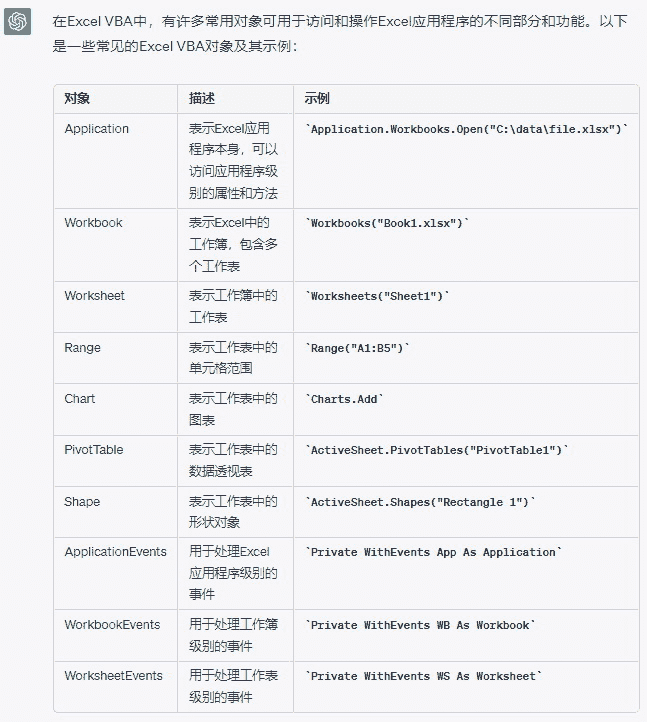 在Excel VBA中，有许多常用对象可用于访问和操作Excel应用程序的不同部分和功能。以下
是一些常见的Excel VBA对象及其示例：
对象 描述 示例
Application 表示Excel应用 `Application.Workbooks.Open("C:\data\file.xlsx")`
程序本身，可以
访问应用程序级
别的属性和方法
Workbook 表示Excel中的 `Workbooks("Book1.xlsx")`
工作簿，包含多
个工作表
Worksheet 表示工作簿中的 `Worksheets("Sheet1")`
工作表
Range 表示工作表中的 `Range("A1:B5")`
单元格范围
Chart 表示工作表中的 `Charts.Add`
图表
PivotTable 表示工作表中的 `ActiveSheet.PivotTables("PivotTable1")`
数据透视表
Shape 表示工作表中的 `ActiveSheet.Shapes("Rectangle 1")`
形状对象
ApplicationEvents 用于处理Excel `Private WithEvents App As Application`
应用程序级别的
事件
WorkbookEvents 用于处理工作簿 `Private WithEvents WB As Workbook`
级别的事件
WorksheetEvents 用于处理工作表 `Private WithEvents WS As Worksheet`
级别的事件